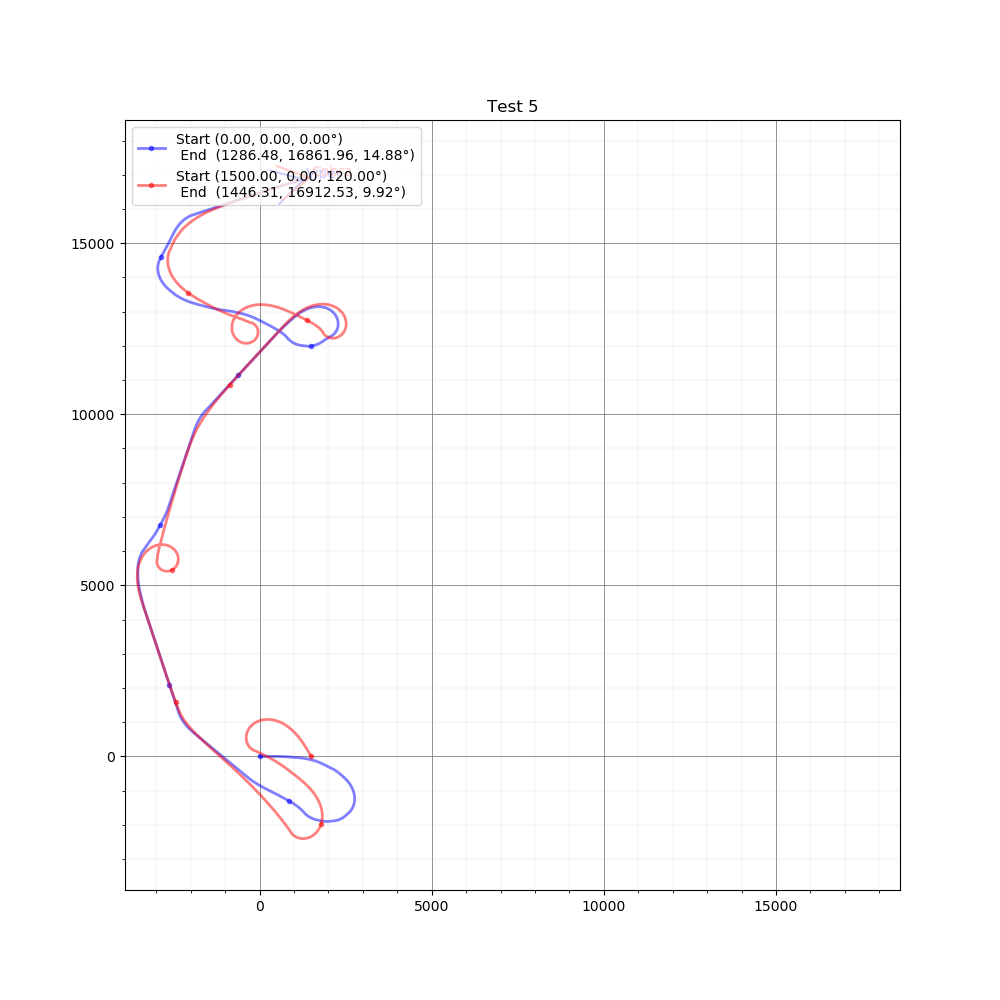 Test 5
Start (0.00, 0.00, 0.00°)
End (1286.48, 16861.96, 14.88°)
Start (1500.00, 0.00, 120.00°)
End (1446.31, 16912.53, 9.92°)
15000
10000
5000
0
0 5000 10000 15000